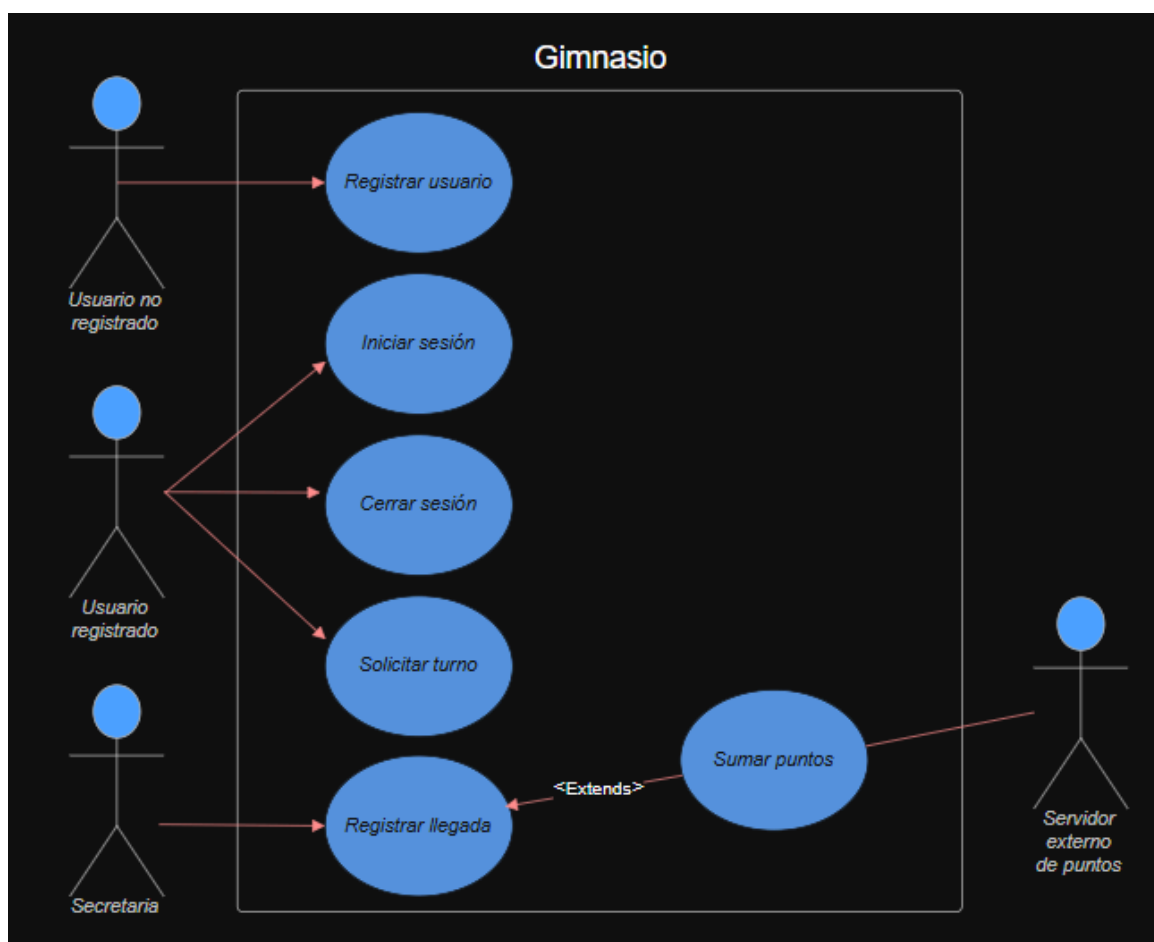 Gimnasio
Registrar usuario
Usuario no
registrado
Iniciar sesión
Cerrar sesión
Usuario
registrado
Solicitar turno
Sumar puntos
<Extends>
Registrar llegada
Servidor
externo
de puntos
Secretaria